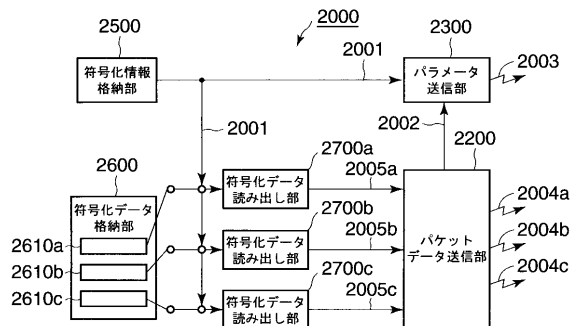 2000
2500
符号化情報
格納部
2001
2300
パラメータ
送信部
2003
2001
2002
2200
2600
符号化データ
格納部
2610a
2610b
2610c
2700a
符号化データ
読み出し部
2005a
2700b
符号化データ
読み出し部
2005b
2700c
符号化データ
読み出し部
2005c
パケット
データ送信部
2004a
2004b
2004c